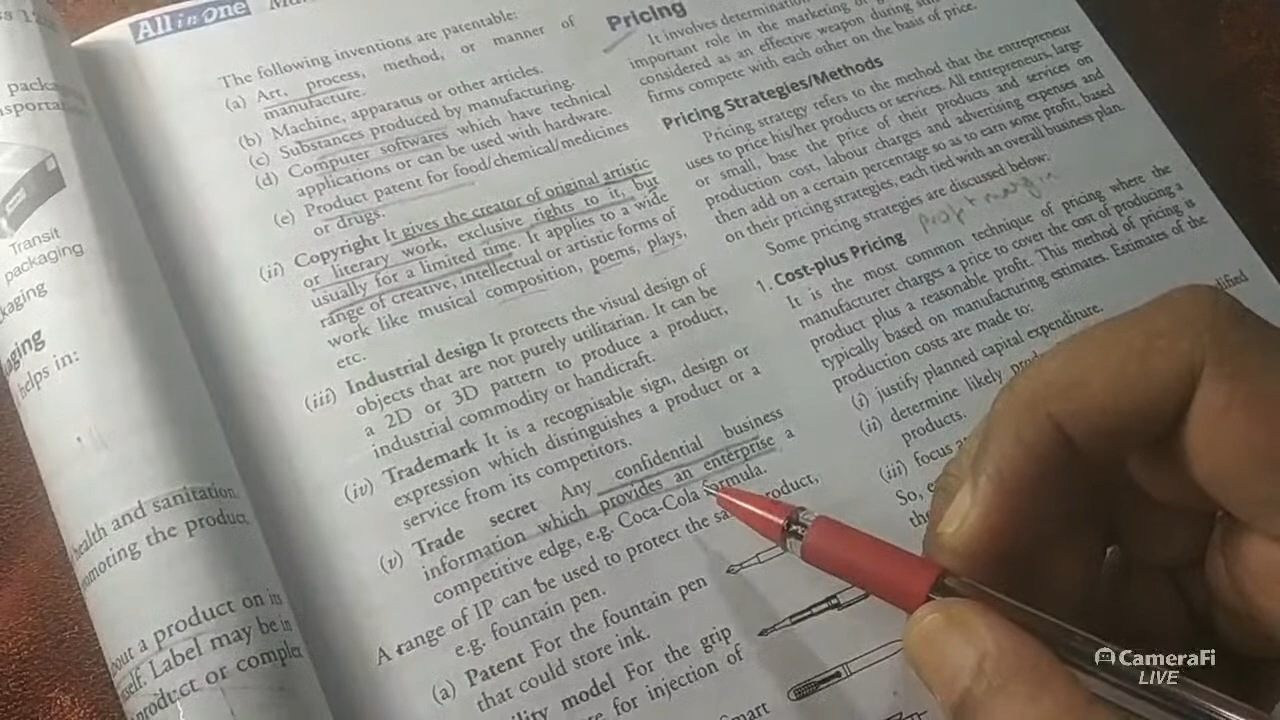 packa
sportat
Transit
packaging
kaging
aging
helps in:
health and sanitation.
omoting the product,
bout a product on its
self. Label may be in
product or complex
All in One
The following inventions are patentable:
(a) Art, process, method, or manner of
manufacture.
(b) Machine, apparatus or other articles.
(c) Substances produced by manufacturing.
(d) Computer softwares which have technical
applications or can be used with hardware.
(e) Product patent for food/chemical/medicines
or drugs.
(ii) Copyright It gives the creator of original artistic
or literary work, exclusive rights to it, but
usually for a limited time. It applies to a wide
range of creative, intellectual or artistic forms of
work like musical composition, poems, plays,
etc.
(iii) Industrial design It protects the visual design of
objects that are not purely urilitarian. It can be
a 2D or 3D pattern to produce a product,
industrial commodity or handicraft.
(iv) Trademark It is a recognisable sign, design or
expression which distinguishes a product or a
service from its competitors.
(v) Trade secret Any confidential business
information which provides an enterprise a
competitive edge, e.g. Coca-Cola formula.
A range of IP can be used to protect the sa product,
e.g. fountain pen.
(a) Patent For the fountain pen
that could store ink.
ility model For the grip
for injection of
mart
Pricing
It involves determination
important role in the marketing of
considered as an effective weapon during
firms compete with each other on the basis of price.
Pricing Strategies/Methods
Pricing strategy refers to the method that the entrepreneur
uses to price his/her products or services. All entrepreneurs, large
or small, base the price of their products and services on
production cost, labour charges and advertising expenses and
then add on a certain percentage so as to earn some profit, based
on their pricing strategies, each tied with an overall business plan.
Some pricing strategies are discussed below:
profit margin
1. Cost-plus Pricing
It is the most common technique of pricing where the
manufacturer charges a price to cover the cost of producing a
product plus a reasonable profit. This method of pricing is
typically based on manufacturing estimates. Estimates of the
production costs are made to:
(i) justify planned capital expenditure.
(ii) determine likely pro
products.
(iii) focus a
So, e
th
dified
CameraFi
LIVE